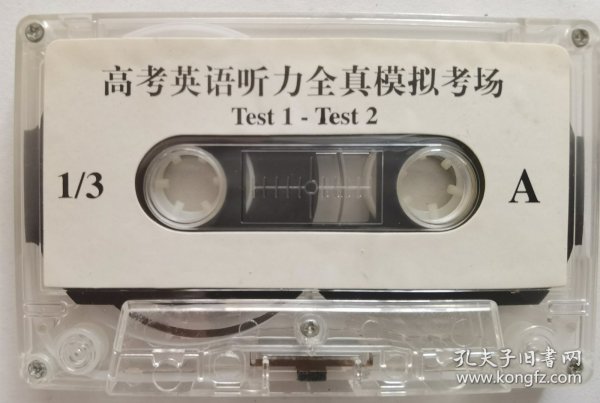 高考英语听力全真模拟考场
Test 1 - Test 2
1/3
A
孔夫子旧书网
www.kongfz.com